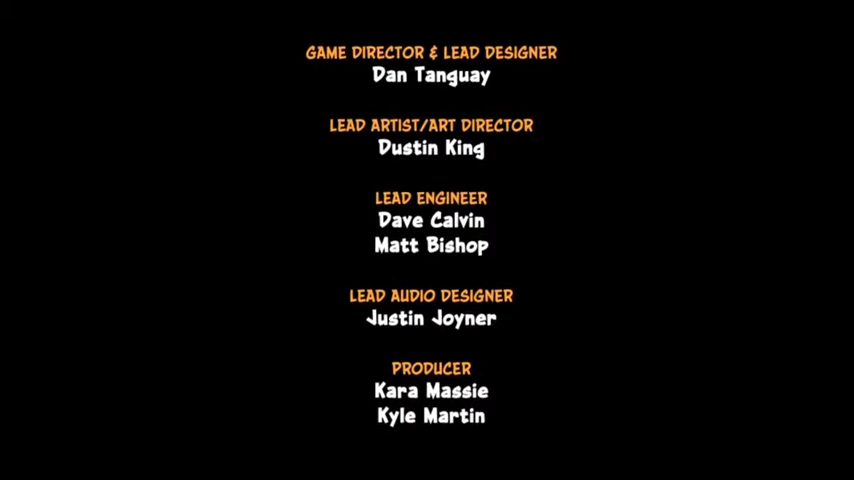 GAME DIRECTOR & LEAD DESIGNER
Dan Tanguay
LEAD ARTIST/ART DIRECTOR
Dustin King
LEAD ENGINEER
Dave Calvin
Matt Bishop
LEAD AUDIO DESIGNER
Justin Joyner
PRODUCER
Kara Massie
Kyle Martin